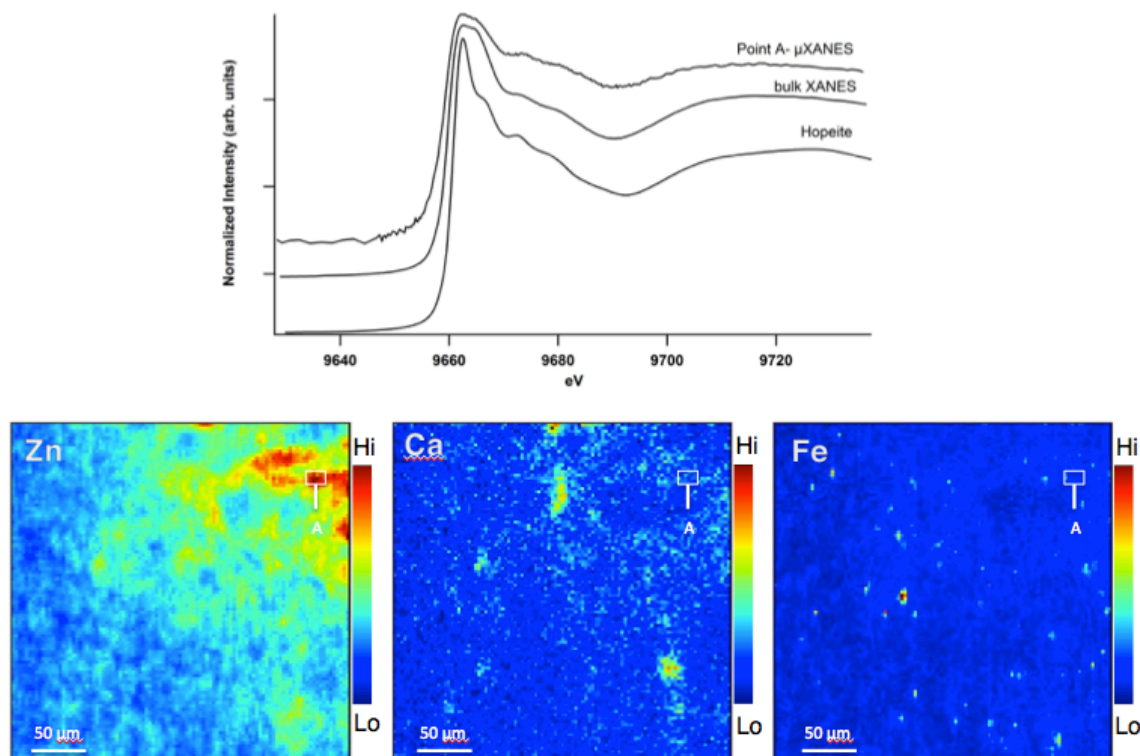 Normalized Intensity (arb. units)
Point A- µXANES
bulk XANES
Hopeite
9640 9660 9680 9700 9720
eV
Zn
A
50 µm
Hi
Lo
Ca
A
50 µm
Hi
Lo
Fe
A
50 µm
Hi
Lo